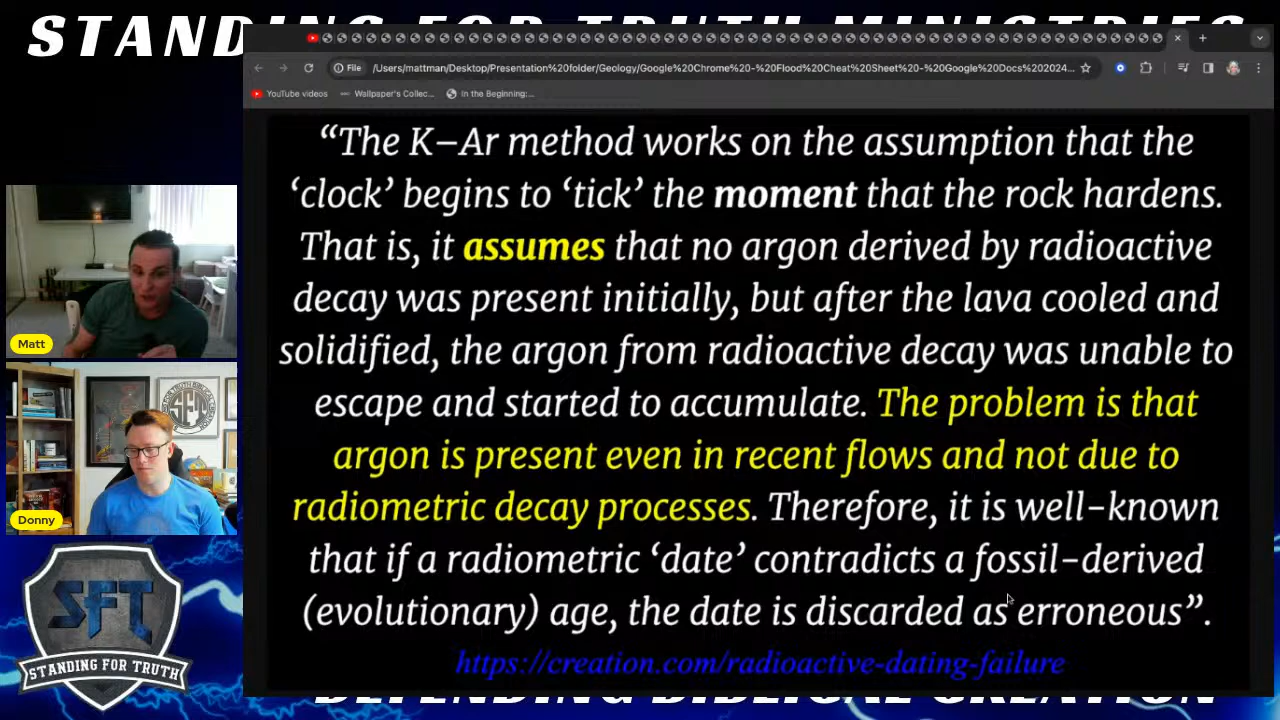 STANDING FOR TRUTH MINISTRIES
File
/Users/mattman/Desktop/Presentation%20folder/Geology/Google%20Chrome%20-%20Flood%20Cheat%20Sheet%20-%20Google%20Docs%202024...
YouTube videos
Wallpaper's Collec...
In the Beginning:...
“The K–Ar method works on the assumption that the
‘clock’ begins to ‘tick’ the moment that the rock hardens.
That is, it assumes that no argon derived by radioactive
decay was present initially, but after the lava cooled and
solidified, the argon from radioactive decay was unable to
escape and started to accumulate. The problem is that
argon is present even in recent flows and not due to
radiometric decay processes. Therefore, it is well-known
that if a radiometric ‘date’ contradicts a fossil-derived
(evolutionary) age, the date is discarded as erroneous”.
https://creation.com/radioactive-dating-failure
Matt
SFT
Donny
SFT
STANDING FOR TRUTH
DEFENDING BIBLICAL CREATION